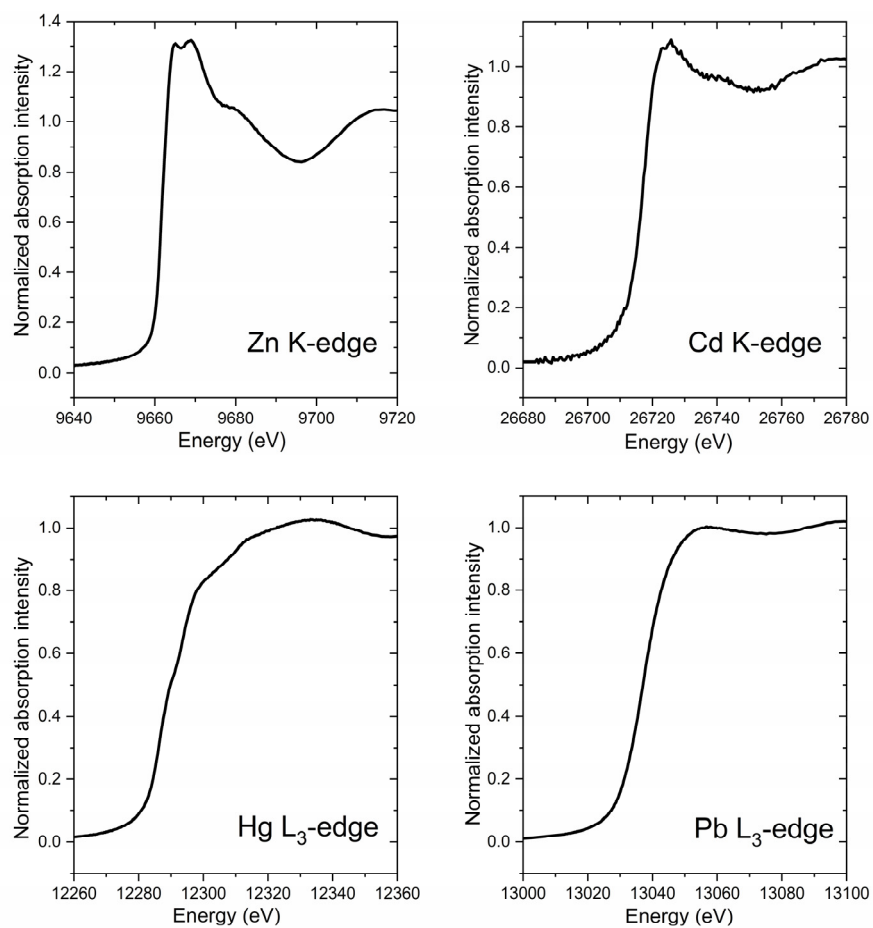 Normalized absorption intensity
1.4
1.2
1.0
0.8
0.6
0.4
0.2
0.0
Zn K-edge
9640 9660 9680 9700 9720
Energy (eV)
Normalized absorption intensity
1.0
0.8
0.6
0.4
0.2
0.0
Cd K-edge
26680 26700 26720 26740 26760 26780
Energy (eV)
Normalized absorption intensity
1.0
0.8
0.6
0.4
0.2
0.0
Hg L3-edge
12260 12280 12300 12320 12340 12360
Energy (eV)
Normalized absorption intensity
1.0
0.8
0.6
0.4
0.2
0.0
Pb L3-edge
13000 13020 13040 13060 13080 13100
Energy (eV)